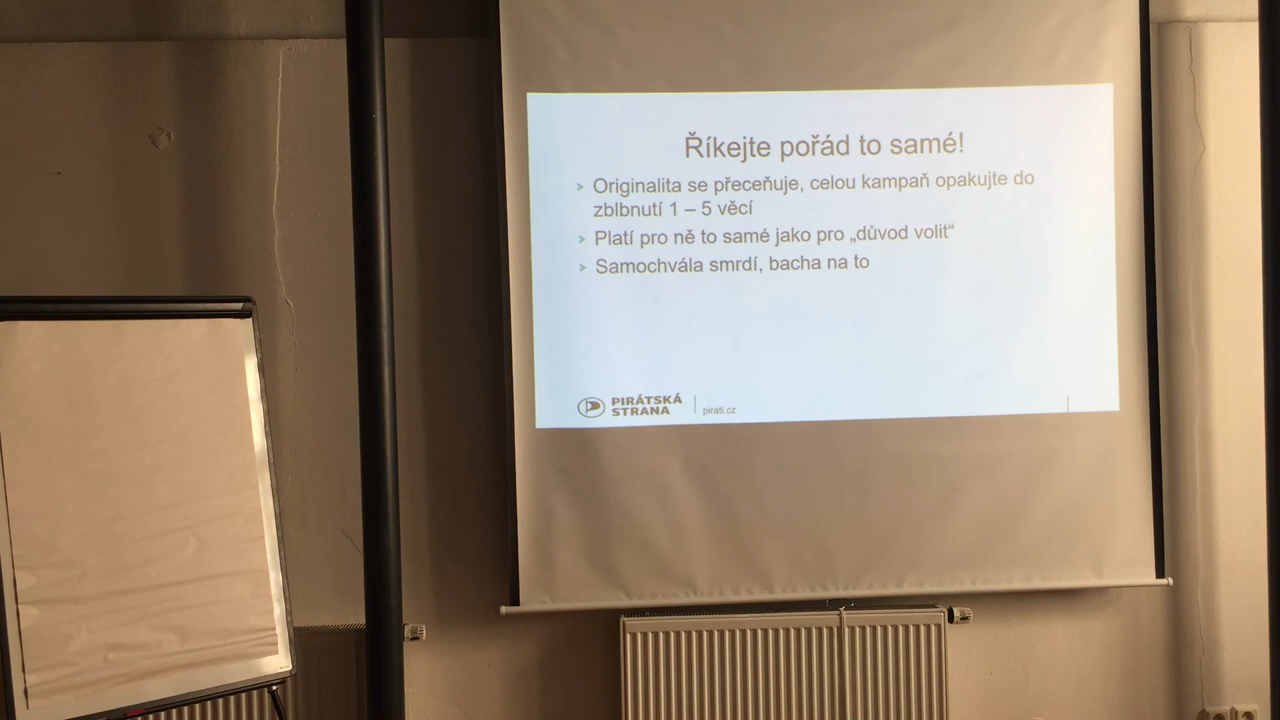 Říkejte pořád to samé!
> Originalita se přeceňuje, celou kampaň opakujte do
zblbnutí 1 – 5 věcí
> Platí pro ně to samé jako pro „důvod volit“
> Samochvála smrdí, bacha na to
PIRÁTSKÁ
STRANA
pirati.cz